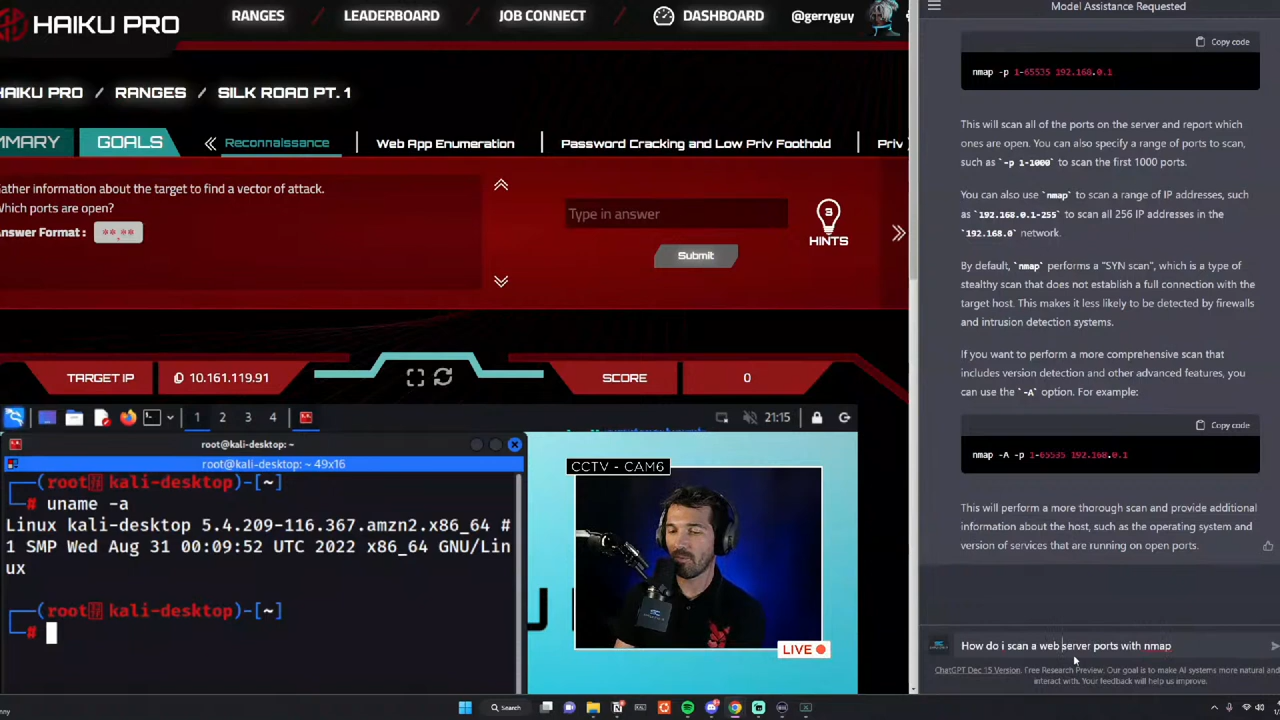 HAIKU PRO
RANGES / LEADERBOARD / JOB CONNECT / DASHBOARD @gerryguy
HAIKU PRO / RANGES / SILK ROAD PT. 1
MMARY GOALS Reconnaissance Web App Enumeration Password Cracking and Low Priv Foothold Priv
Gather information about the target to find a vector of attack.
Which ports are open?
Answer Format : **,**
Type in answer
Submit
3
HINTS
TARGET IP 10.161.119.91 SCORE 0
1 2 3 4 21:15
root@kali-desktop: ~
root@kali-desktop: ~ 49x16
(root kali-desktop)-[~]
# uname -a
Linux kali-desktop 5.4.209-116.367.amzn2.x86_64 #
1 SMP Wed Aug 31 00:09:52 UTC 2022 x86_64 GNU/Lin
ux
(root kali-desktop)-[~]
#
CCTV - CAM6
LIVE
Model Assistance Requested
Copy code
nmap -p 1-65535 192.168.0.1
This will scan all of the ports on the server and report which
ones are open. You can also specify a range of ports to scan,
such as `-p 1-1000` to scan the first 1000 ports.
You can also use `nmap` to scan a range of IP addresses, such
as `192.168.0.1-255` to scan all 256 IP addresses in the
`192.168.0` network.
By default, `nmap` performs a "SYN scan", which is a type of
stealthy scan that does not establish a full connection with the
target host. This makes it less likely to be detected by firewalls
and intrusion detection systems.
If you want to perform a more comprehensive scan that
includes version detection and other advanced features, you
can use the `-A` option. For example:
Copy code
nmap -A -p 1-65535 192.168.0.1
This will perform a more thorough scan and provide additional
information about the host, such as the operating system and
version of services that are running on open ports.
How do i scan a web server ports with nmap
ChatGPT Dec 15 Version. Free Research Preview. Our goal is to make AI systems more natural and
interact with. Your feedback will help us improve.
nny
Search